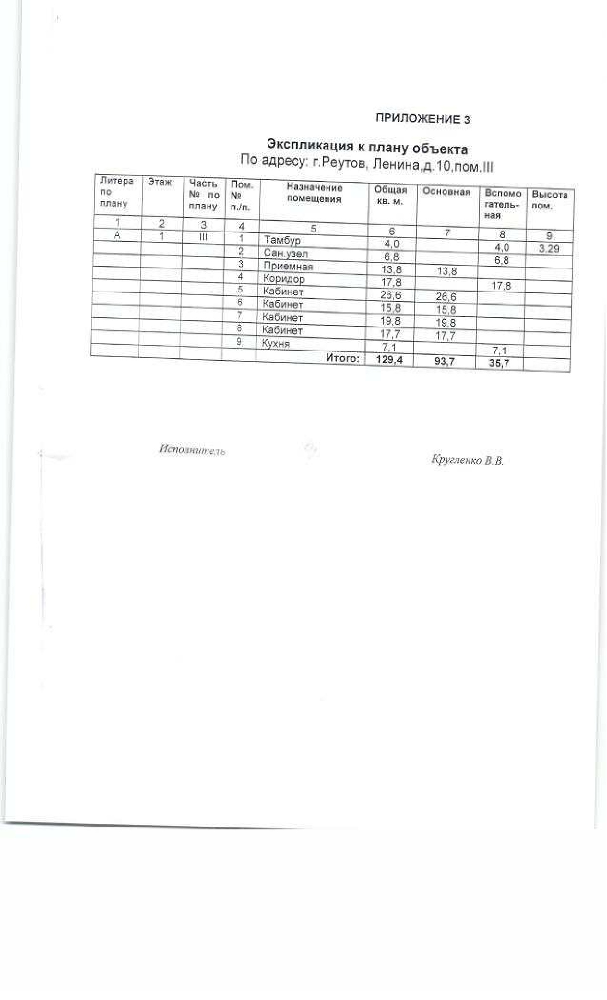 ПРИЛОЖЕНИЕ 3
Экспликация к плану объекта
По адресу: г.Реутов, Ленина,д.10,пом.III
Литера по плану Этаж Часть № по плану Пом. № п./п. Назначение помещения Общая кв. м. Основная Вспомогатель-ная Высота пом.
1 2 3 4 5 6 7 8 9
А 1 III 1 Тамбур 4,0 4,0 3,29
2 Сан.узел 6,8 6,8
3 Приемная 13,8 13,8
4 Коридор 17,8 17,8
5 Кабинет 26,6 26,6
6 Кабинет 15,8 15,8
7 Кабинет 19,8 19,8
8 Кабинет 17,7 17,7
9 Кухня 7,1 7,1
Итого: 129,4 93,7 35,7
Исполнитель Кругленко В.В.